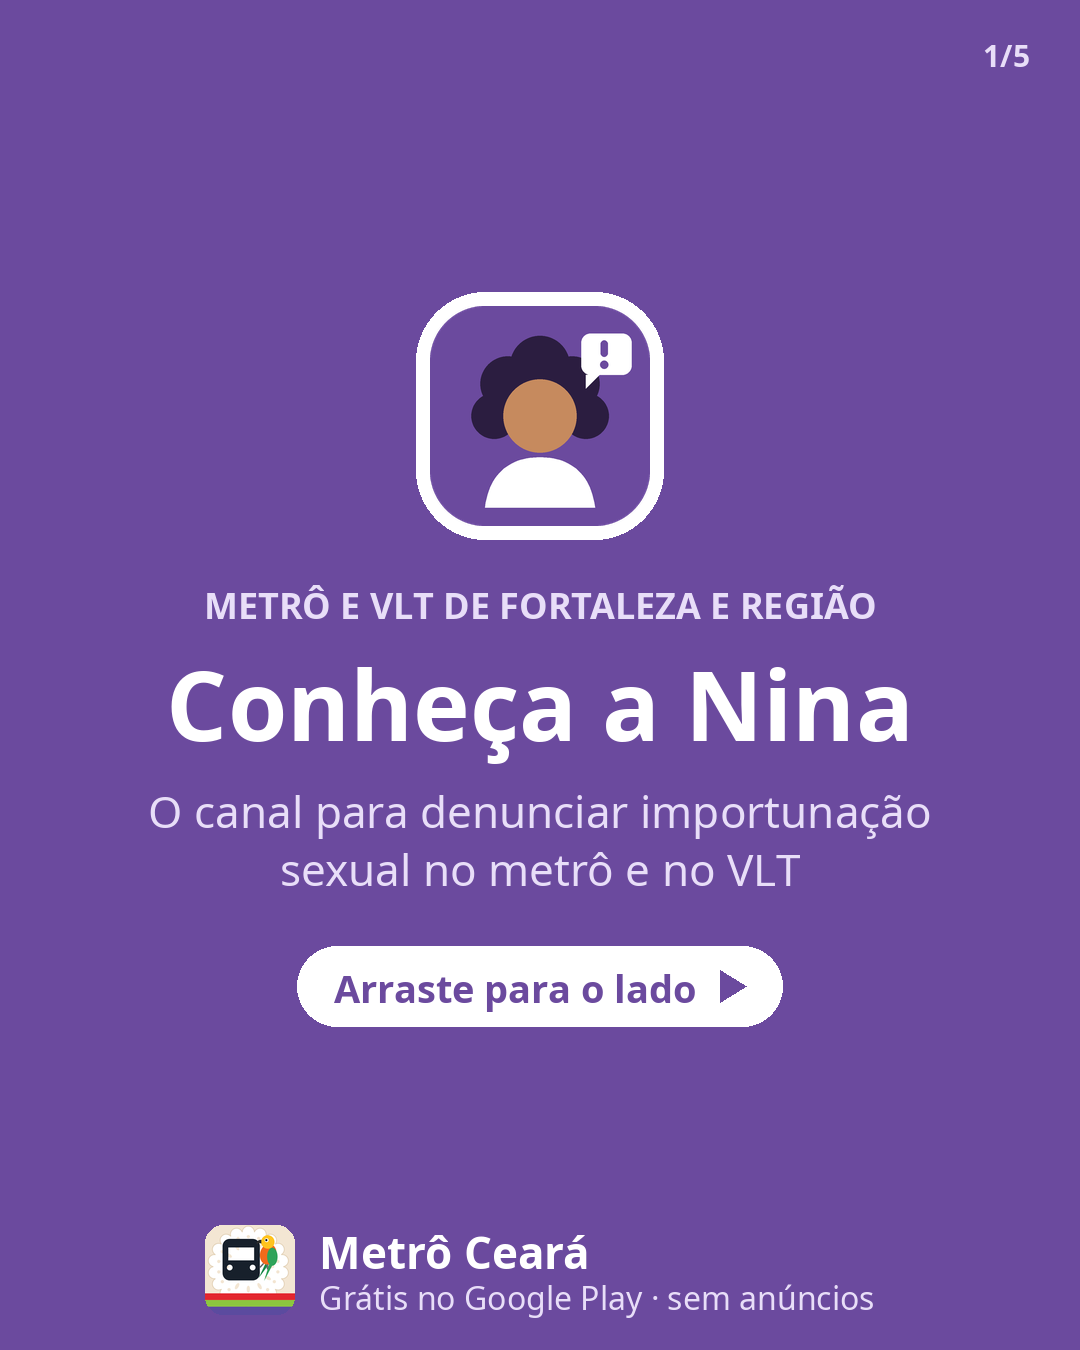 1/5
METRÔ E VLT DE FORTALEZA E REGIÃO
Conheça a Nina
O canal para denunciar importunação
sexual no metrô e no VLT
Arraste para o lado
Metrô Ceará
Grátis no Google Play · sem anúncios